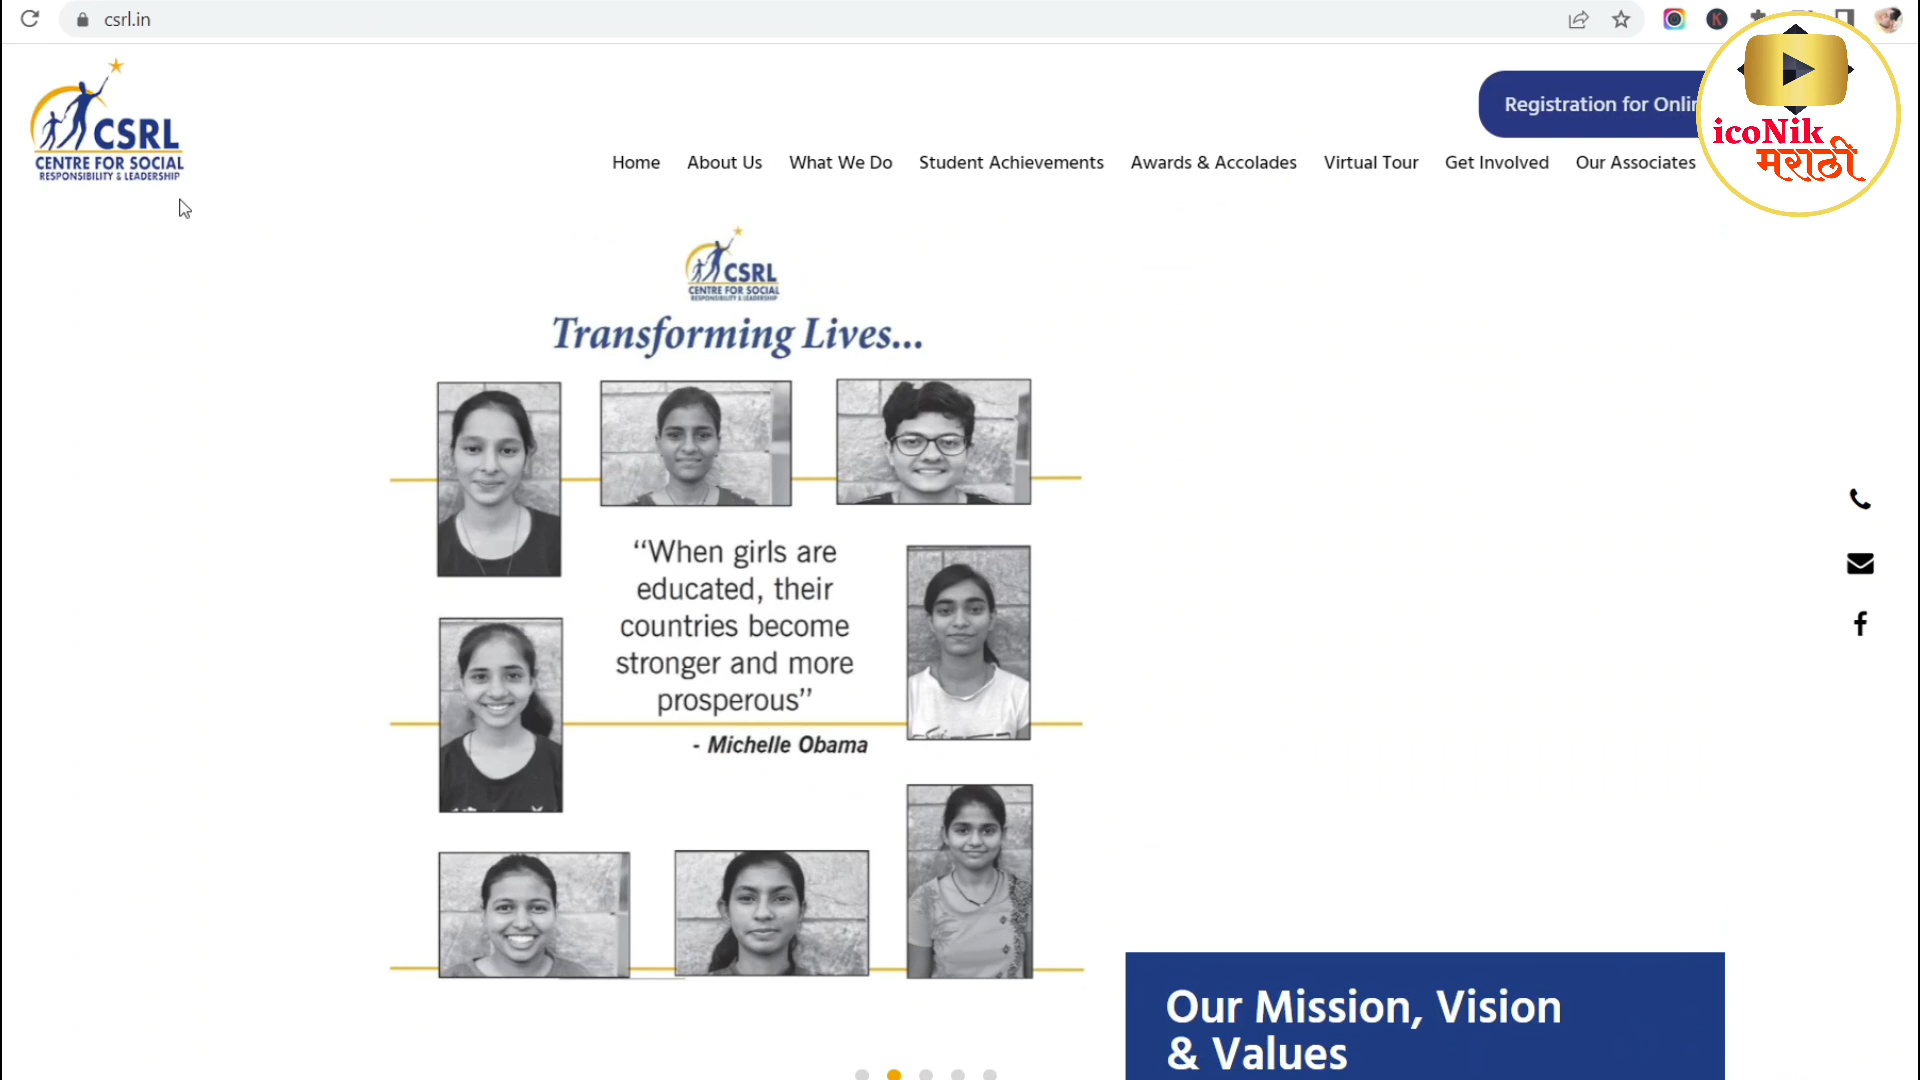 csrl.in
CSRL
CENTRE FOR SOCIAL
RESPONSIBILITY & LEADERSHIP
Registration for Onlin
icoNik
मराठी
Home About Us What We Do Student Achievements Awards & Accolades Virtual Tour Get Involved Our Associates
CSRL
CENTRE FOR SOCIAL
RESPONSIBILITY & LEADERSHIP
Transforming Lives...
“When girls are
educated, their
countries become
stronger and more
prosperous”
- Michelle Obama
Our Mission, Vision
& Values